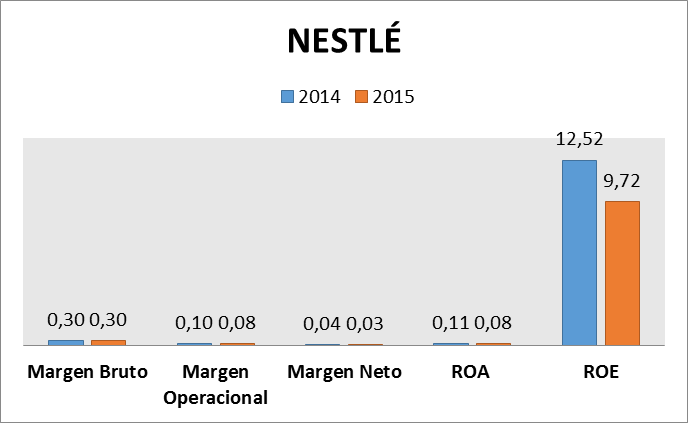 NESTLÉ
2014 2015
12,52
9,72
0,30 0,30 0,10 0,08 0,04 0,03 0,11 0,08
Margen Bruto Margen Operacional Margen Neto ROA ROE